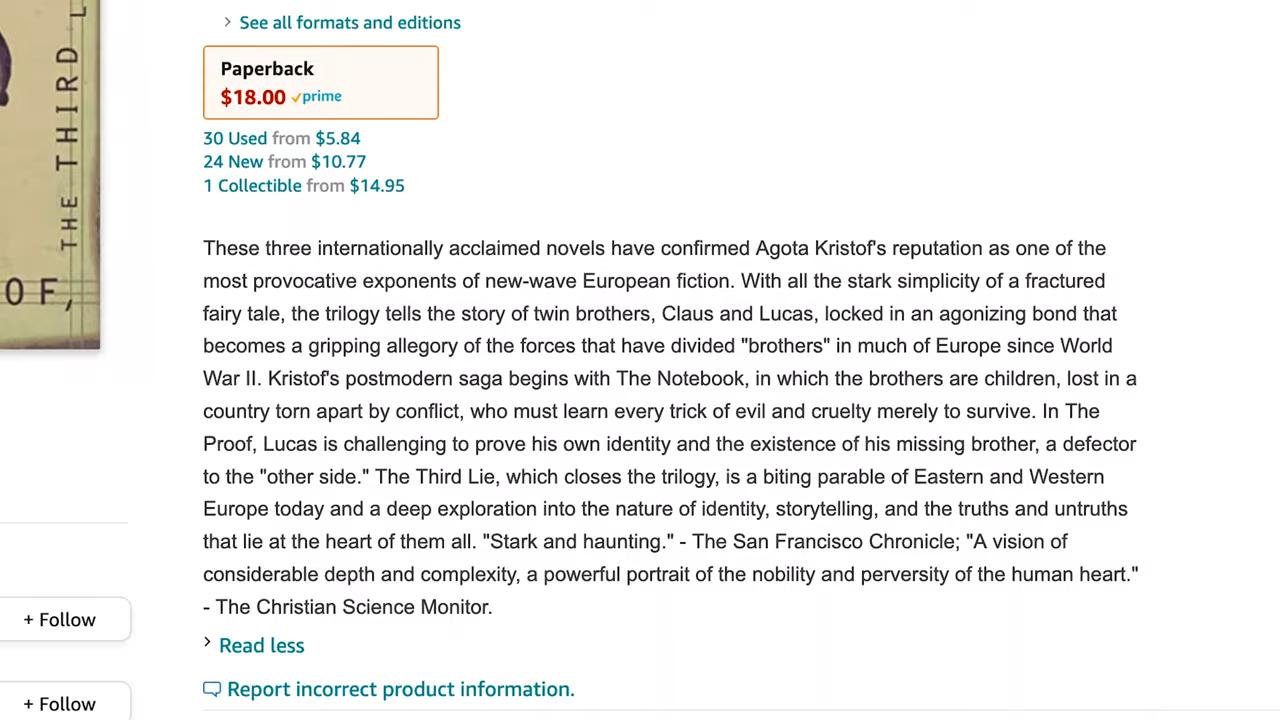 See all formats and editions
Paperback
$18.00 prime
30 Used from $5.84
24 New from $10.77
1 Collectible from $14.95
THE THIRD L
OF,
These three internationally acclaimed novels have confirmed Agota Kristof's reputation as one of the
most provocative exponents of new-wave European fiction. With all the stark simplicity of a fractured
fairy tale, the trilogy tells the story of twin brothers, Claus and Lucas, locked in an agonizing bond that
becomes a gripping allegory of the forces that have divided "brothers" in much of Europe since World
War II. Kristof's postmodern saga begins with The Notebook, in which the brothers are children, lost in a
country torn apart by conflict, who must learn every trick of evil and cruelty merely to survive. In The
Proof, Lucas is challenging to prove his own identity and the existence of his missing brother, a defector
to the "other side." The Third Lie, which closes the trilogy, is a biting parable of Eastern and Western
Europe today and a deep exploration into the nature of identity, storytelling, and the truths and untruths
that lie at the heart of them all. "Stark and haunting." - The San Francisco Chronicle; "A vision of
considerable depth and complexity, a powerful portrait of the nobility and perversity of the human heart."
- The Christian Science Monitor.
Read less
Report incorrect product information.
+ Follow
+ Follow